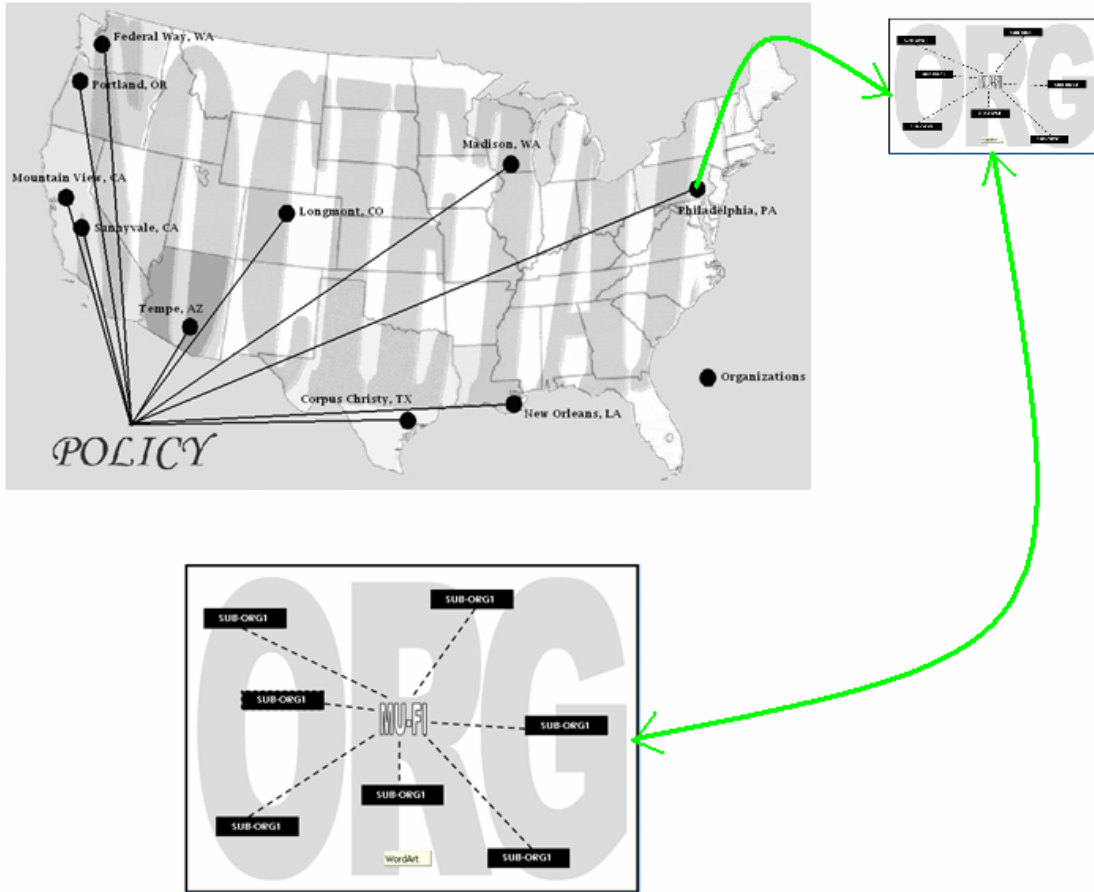 Federal Way, WA
Portland, OR
Madison, WA
Mountain View, CA
Longmont, CO
Philadelphia, PA
Sunnyvale, CA
Tempe, AZ
Organizations
Corpus Christy, TX
New Orleans, LA
POLICY
ORG
ORG
SUB-ORG1
SUB-ORG1
SUB-ORG1
MU-FI
SUB-ORG1
SUB-ORG1
SUB-ORG1
SUB-ORG1
WordArt